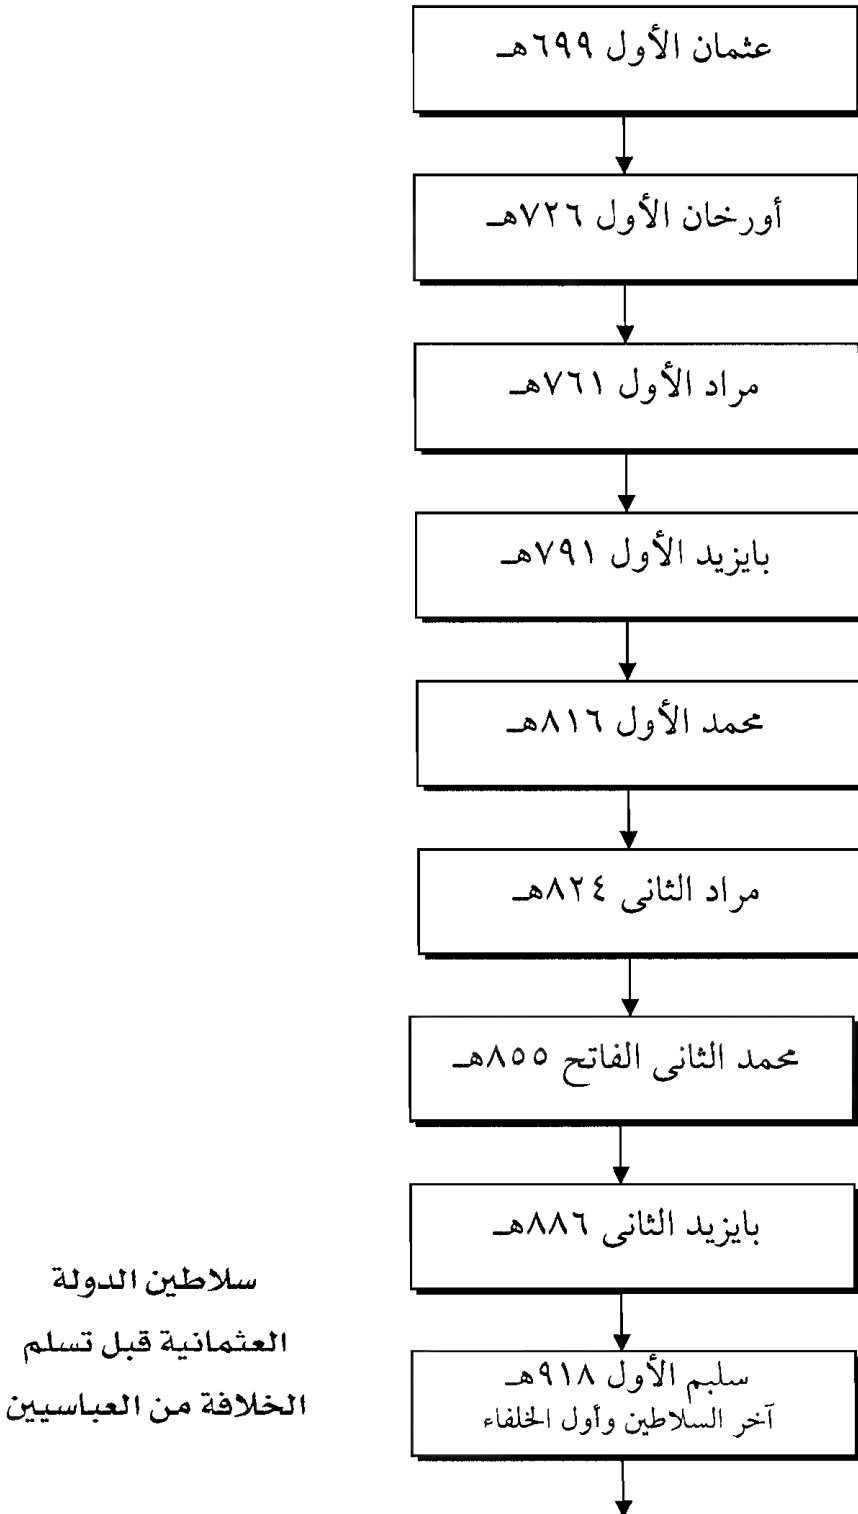 عثمان الأول ٦٩٩هـ
أورخان الأول ٧٢٦هـ
مراد الأول ٧٦١هـ
بايزيد الأول ٧٩١هـ
محمد الأول ٨١٦هـ
مراد الثانى ٨٢٤هـ
محمد الثانى الفاتح ٨٥٥هـ
بايزيد الثانى ٨٨٦هـ
سليم الأول ٩١٨هـ
آخر السلاطين وأول الخلفاء
سلاطين الدولة
العثمانية قبل تسلم
الخلافة من العباسيين